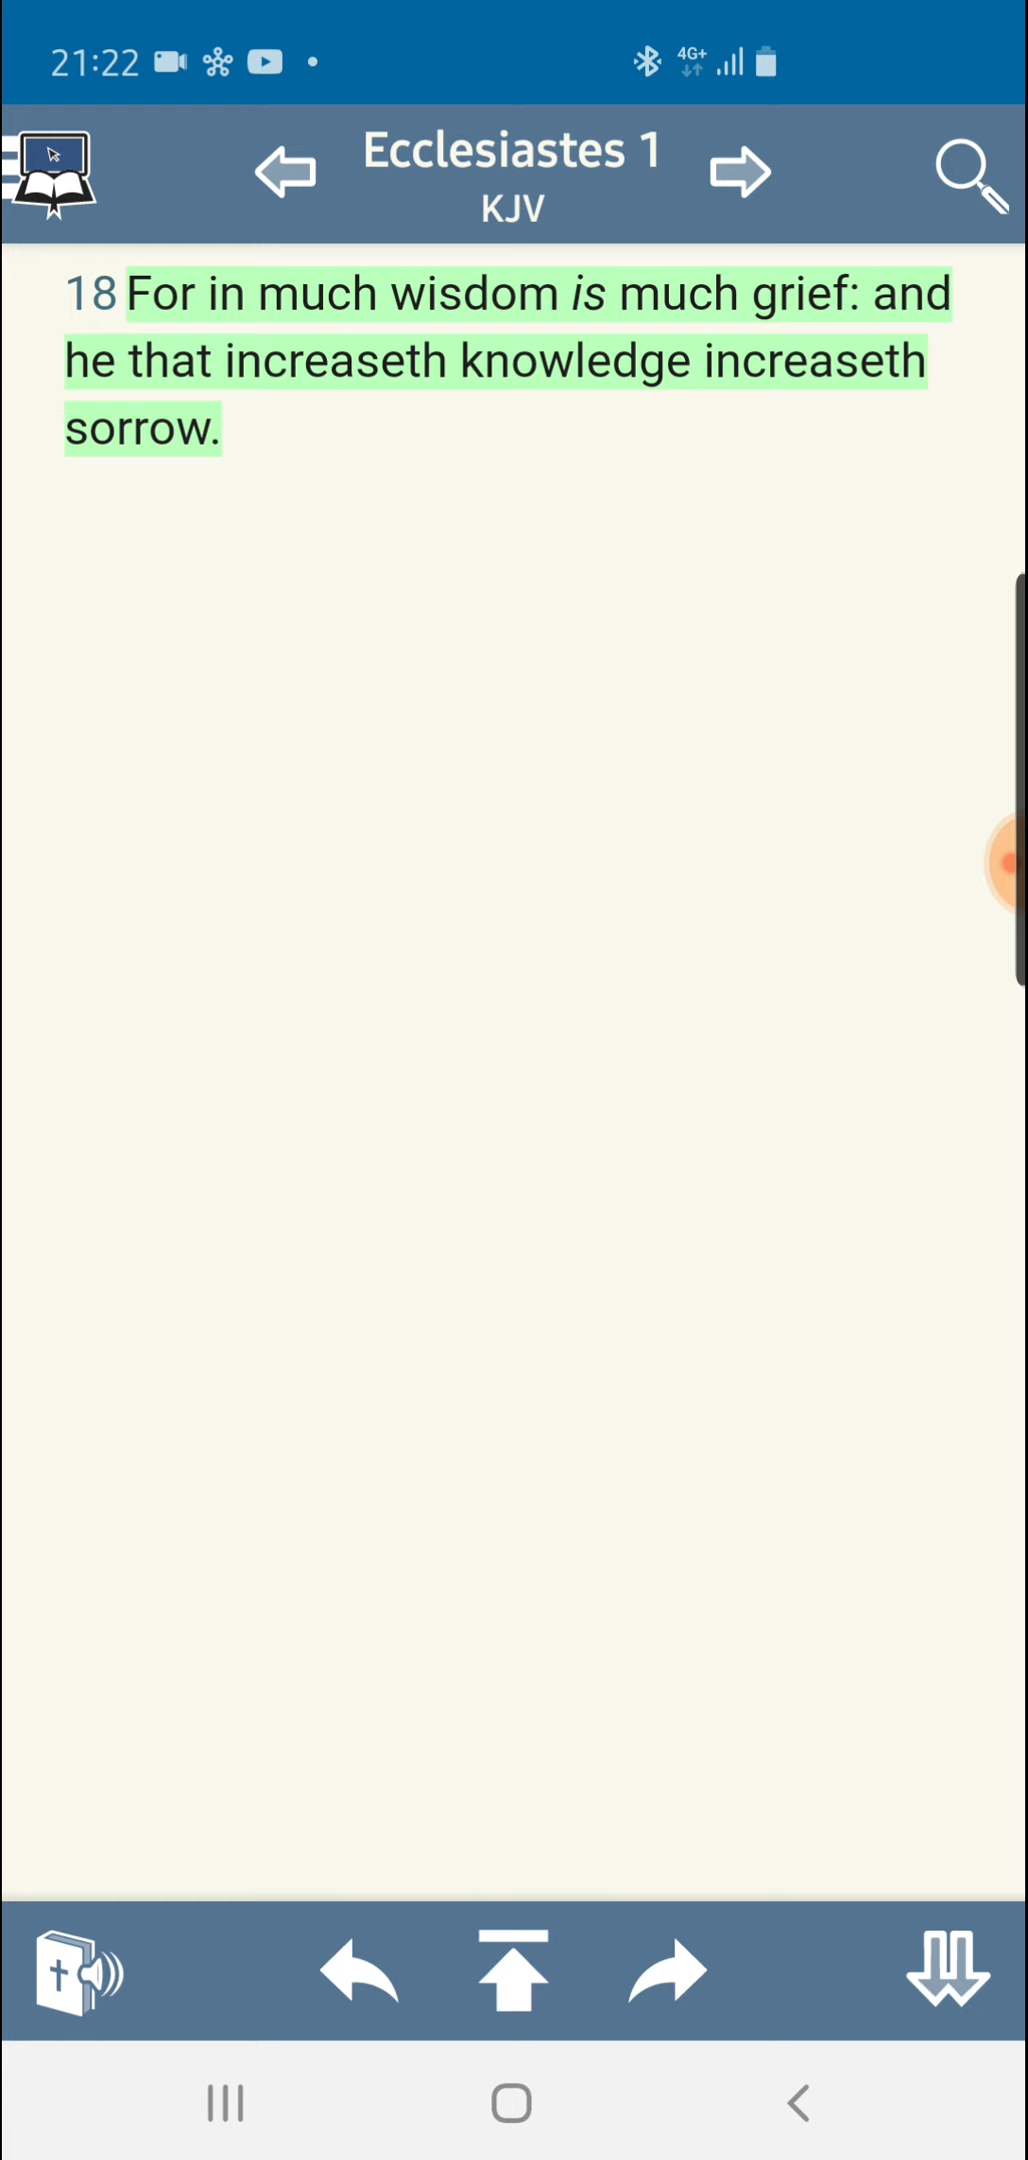 21:22
4G+
Ecclesiastes 1
KJV
18 For in much wisdom is much grief: and
he that increaseth knowledge increaseth
sorrow.